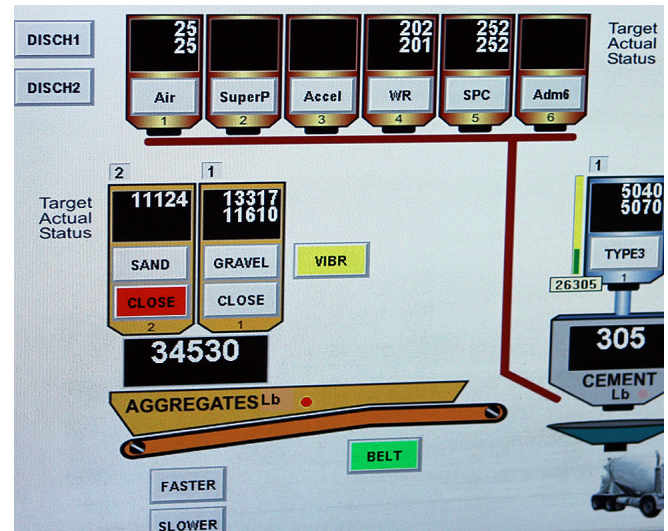 DISCH1
DISCH2
25
25
202
201
252
252
Target
Actual
Status
Air
SuperP
Accel
WR
SPC
Adm6
1
2
3
4
5
6
2
1
1
Target
Actual
Status
11124
13317
11610
5040
5070
SAND
GRAVEL
VIBR
TYPE3
CLOSE
CLOSE
2
1
1
26305
34530
305
CEMENT
Lb
AGGREGATES Lb
BELT
FASTER
SLOWER